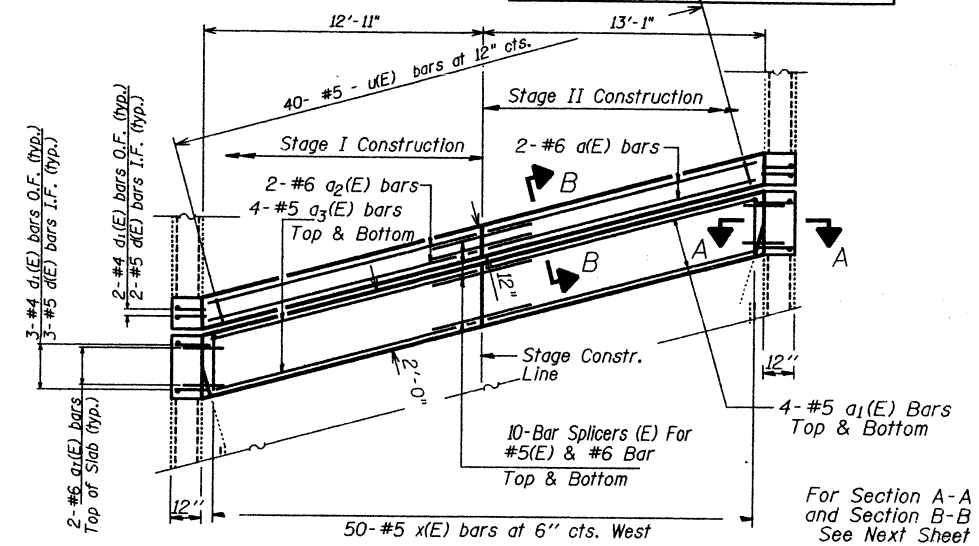 12'-11"
13'-1"
40- #5 - u(E) bars at 12" cts.
Stage I Construction
Stage II Construction
2- #6 a(E) bars
2- #6 a2(E) bars
4- #5 a3(E) bars
Top & Bottom
B
B
A
A
3- #4 d1(E) bars O.F. (typ.)
3- #5 d(E) bars I.F. (typ.)
2- #4 d1(E) bars O.F. (typ.)
2- #5 d(E) bars I.F. (typ.)
12"
2'-0"
Stage Constr.
Line
12"
4- #5 a1(E) Bars
Top & Bottom
10-Bar Splicers (E) For
#5(E) & #6 Bar
Top & Bottom
Top of Slab (typ.)
12"
50- #5 x(E) bars at 6" cts. West
For Section A-A
and Section B-B
See Next Sheet